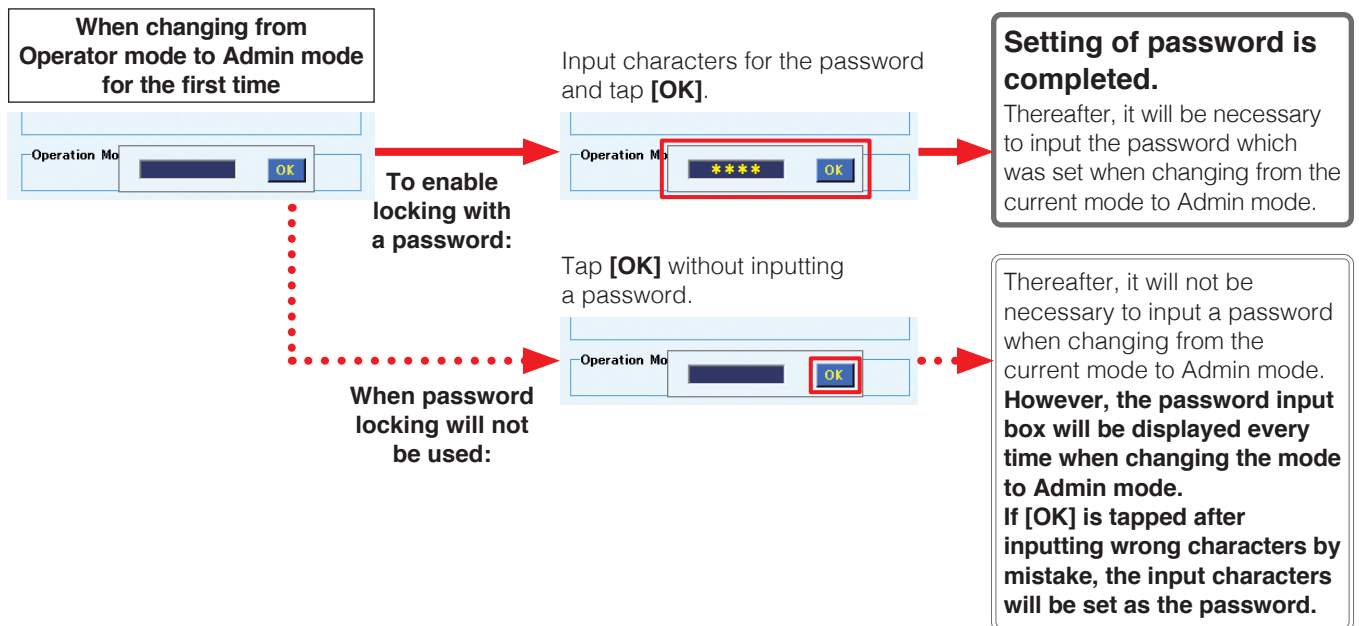 When changing from
Operator mode to Admin mode
for the first time
Operation Mo
OK
To enable
locking with
a password:
Input characters for the password
and tap [OK].
Operation Mo
****
OK
Setting of password is
completed.
Thereafter, it will be necessary
to input the password which
was set when changing from the
current mode to Admin mode.
When password
locking will not
be used:
Tap [OK] without inputting
a password.
Operation Mo
OK
Thereafter, it will not be
necessary to input a password
when changing from the
current mode to Admin mode.
However, the password input
box will be displayed every
time when changing the mode
to Admin mode.
If [OK] is tapped after
inputting wrong characters by
mistake, the input characters
will be set as the password.